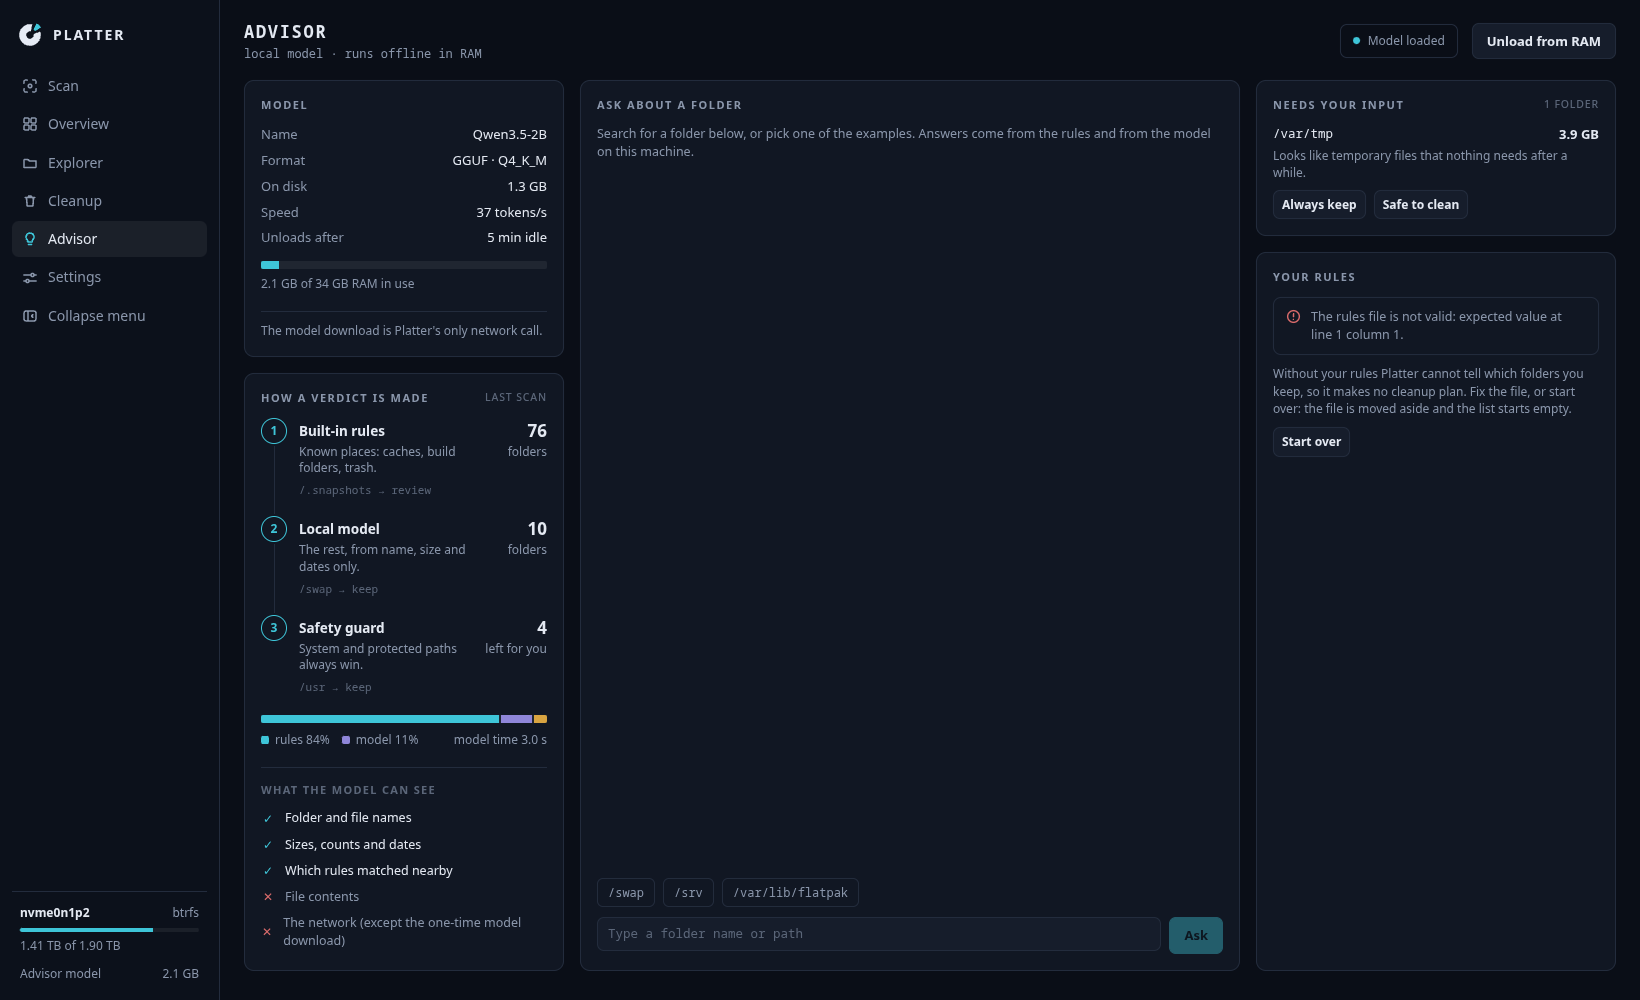 PLATTER
Scan
Overview
Explorer
Cleanup
Advisor
Settings
Collapse menu
nvme0n1p2 btrfs
1.41 TB of 1.90 TB
Advisor model 2.1 GB
ADVISOR
local model · runs offline in RAM
Model loaded
Unload from RAM
MODEL
Name Qwen3.5-2B
Format GGUF · Q4_K_M
On disk 1.3 GB
Speed 37 tokens/s
Unloads after 5 min idle
2.1 GB of 34 GB RAM in use
The model download is Platter's only network call.
HOW A VERDICT IS MADE LAST SCAN
1 Built-in rules 76
Known places: caches, build folders
folders, trash.
/.snapshots → review
2 Local model 10
The rest, from name, size and folders
dates only.
/swap → keep
3 Safety guard 4
System and protected paths left for you
always win.
/usr → keep
rules 84% model 11% model time 3.0 s
WHAT THE MODEL CAN SEE
✓ Folder and file names
✓ Sizes, counts and dates
✓ Which rules matched nearby
✕ File contents
✕ The network (except the one-time model
download)
ASK ABOUT A FOLDER
Search for a folder below, or pick one of the examples. Answers come from the rules and from the model
on this machine.
/swap /srv /var/lib/flatpak
Type a folder name or path
Ask
NEEDS YOUR INPUT 1 FOLDER
/var/tmp 3.9 GB
Looks like temporary files that nothing needs after a
while.
Always keep Safe to clean
YOUR RULES
The rules file is not valid: expected value at
line 1 column 1.
Without your rules Platter cannot tell which folders you
keep, so it makes no cleanup plan. Fix the file, or start
over: the file is moved aside and the list starts empty.
Start over